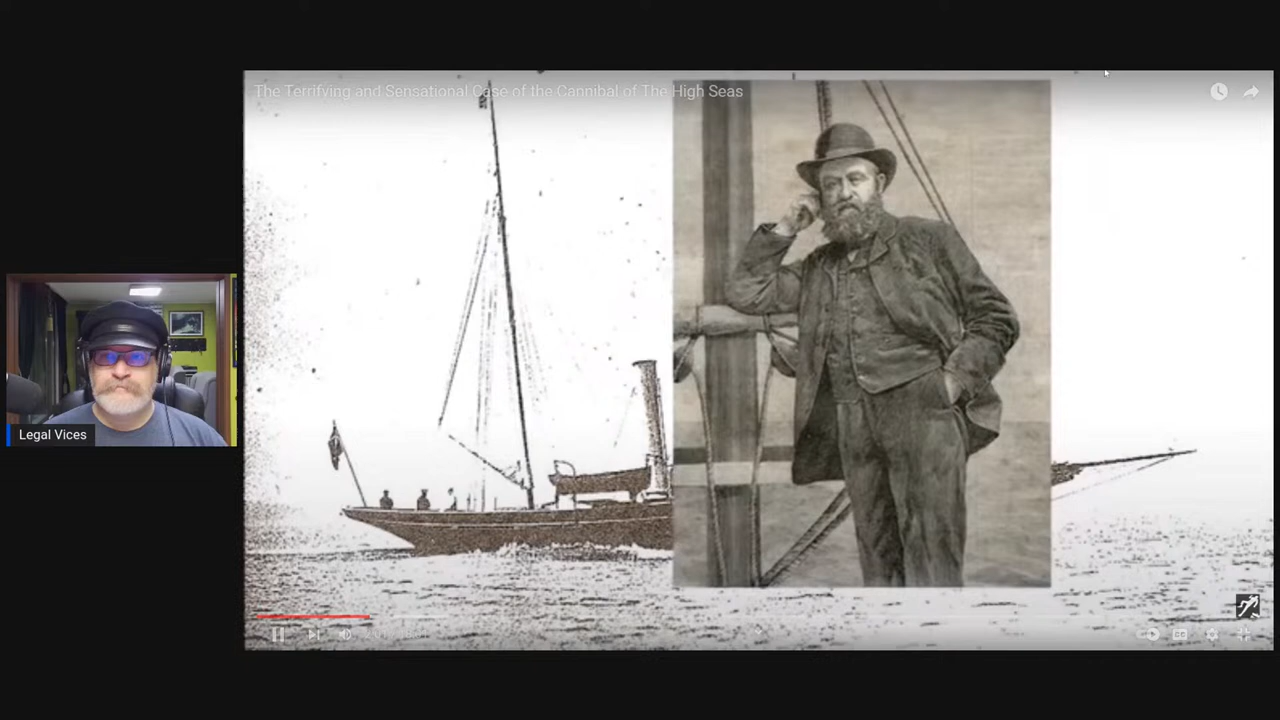 The Terrifying and Sensational Case of the Cannibal of The High Seas
Legal Vices